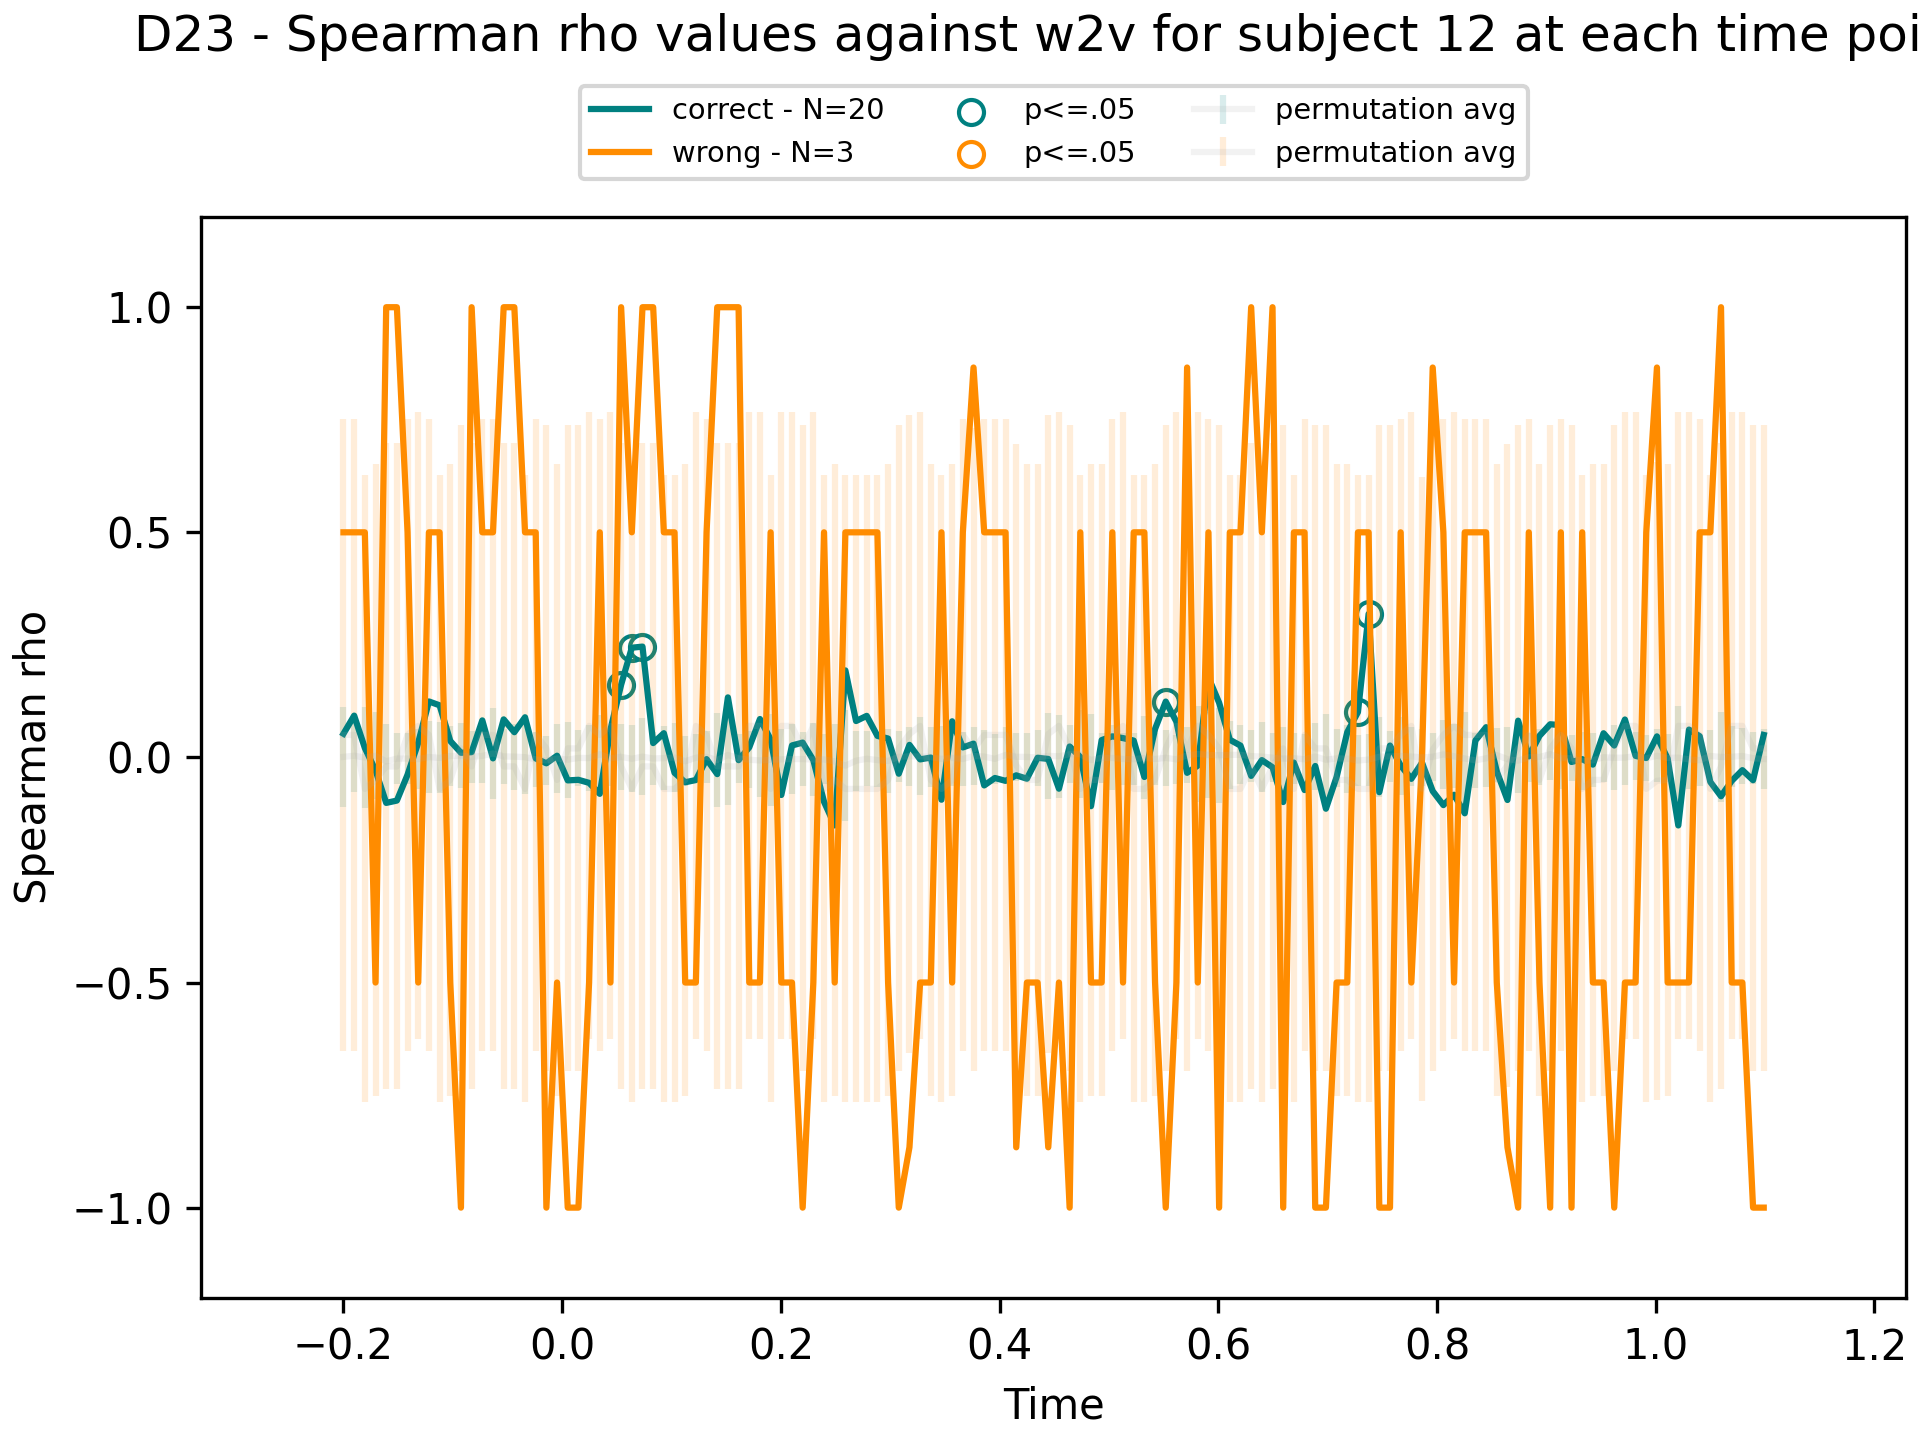 D23 - Spearman rho values against w2v for subject 12 at each time poi
correct - N=20
wrong - N=3
p<=.05
p<=.05
permutation avg
permutation avg
1.0
0.5
0.0
−0.5
−1.0
Spearman rho
−0.2 0.0 0.2 0.4 0.6 0.8 1.0 1.2
Time